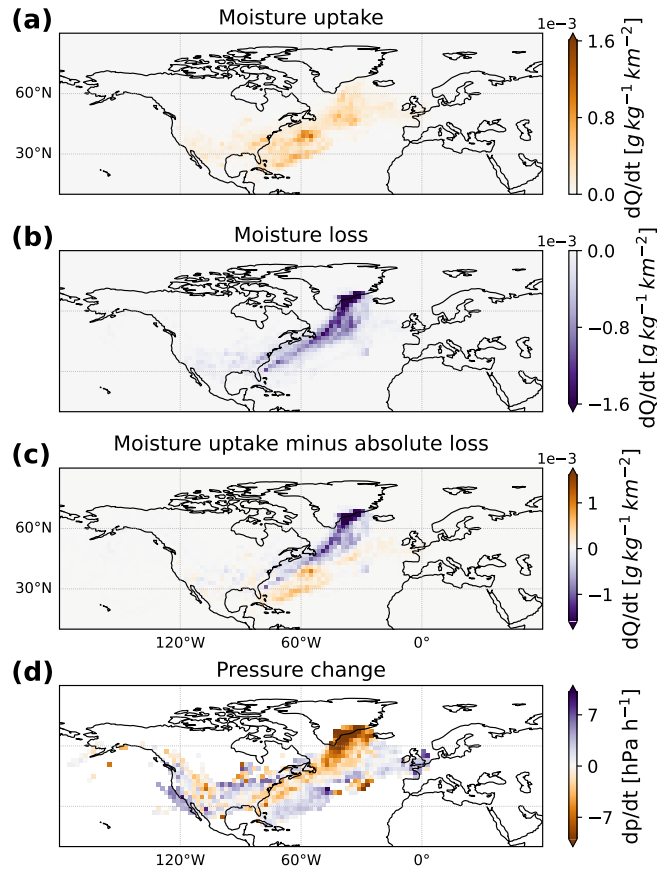 (a)
Moisture uptake
1e−3
60°N
30°N
1.6
0.8
0.0
dQ/dt [g kg⁻¹ km⁻²]
(b)
Moisture loss
1e−3
0.0
−0.8
−1.6
dQ/dt [g kg⁻¹ km⁻²]
(c)
Moisture uptake minus absolute loss
1e−3
60°N
30°N
120°W
60°W
0°
1
0
−1
dQ/dt [g kg⁻¹ km⁻²]
(d)
Pressure change
120°W
60°W
0°
7
0
−7
dp/dt [hPa h⁻¹]